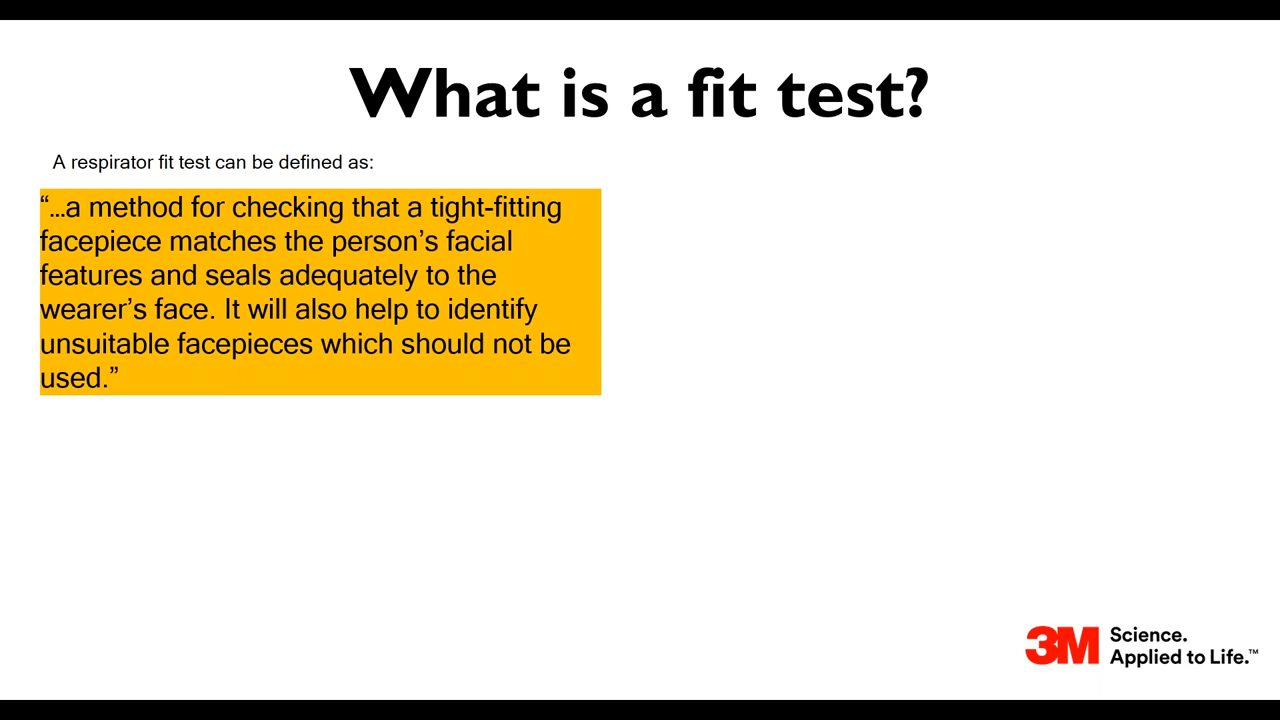 What is a fit test?
A respirator fit test can be defined as:
“…a method for checking that a tight-fitting
facepiece matches the person’s facial
features and seals adequately to the
wearer’s face. It will also help to identify
unsuitable facepieces which should not be
used.”
3M Science.
Applied to Life.™